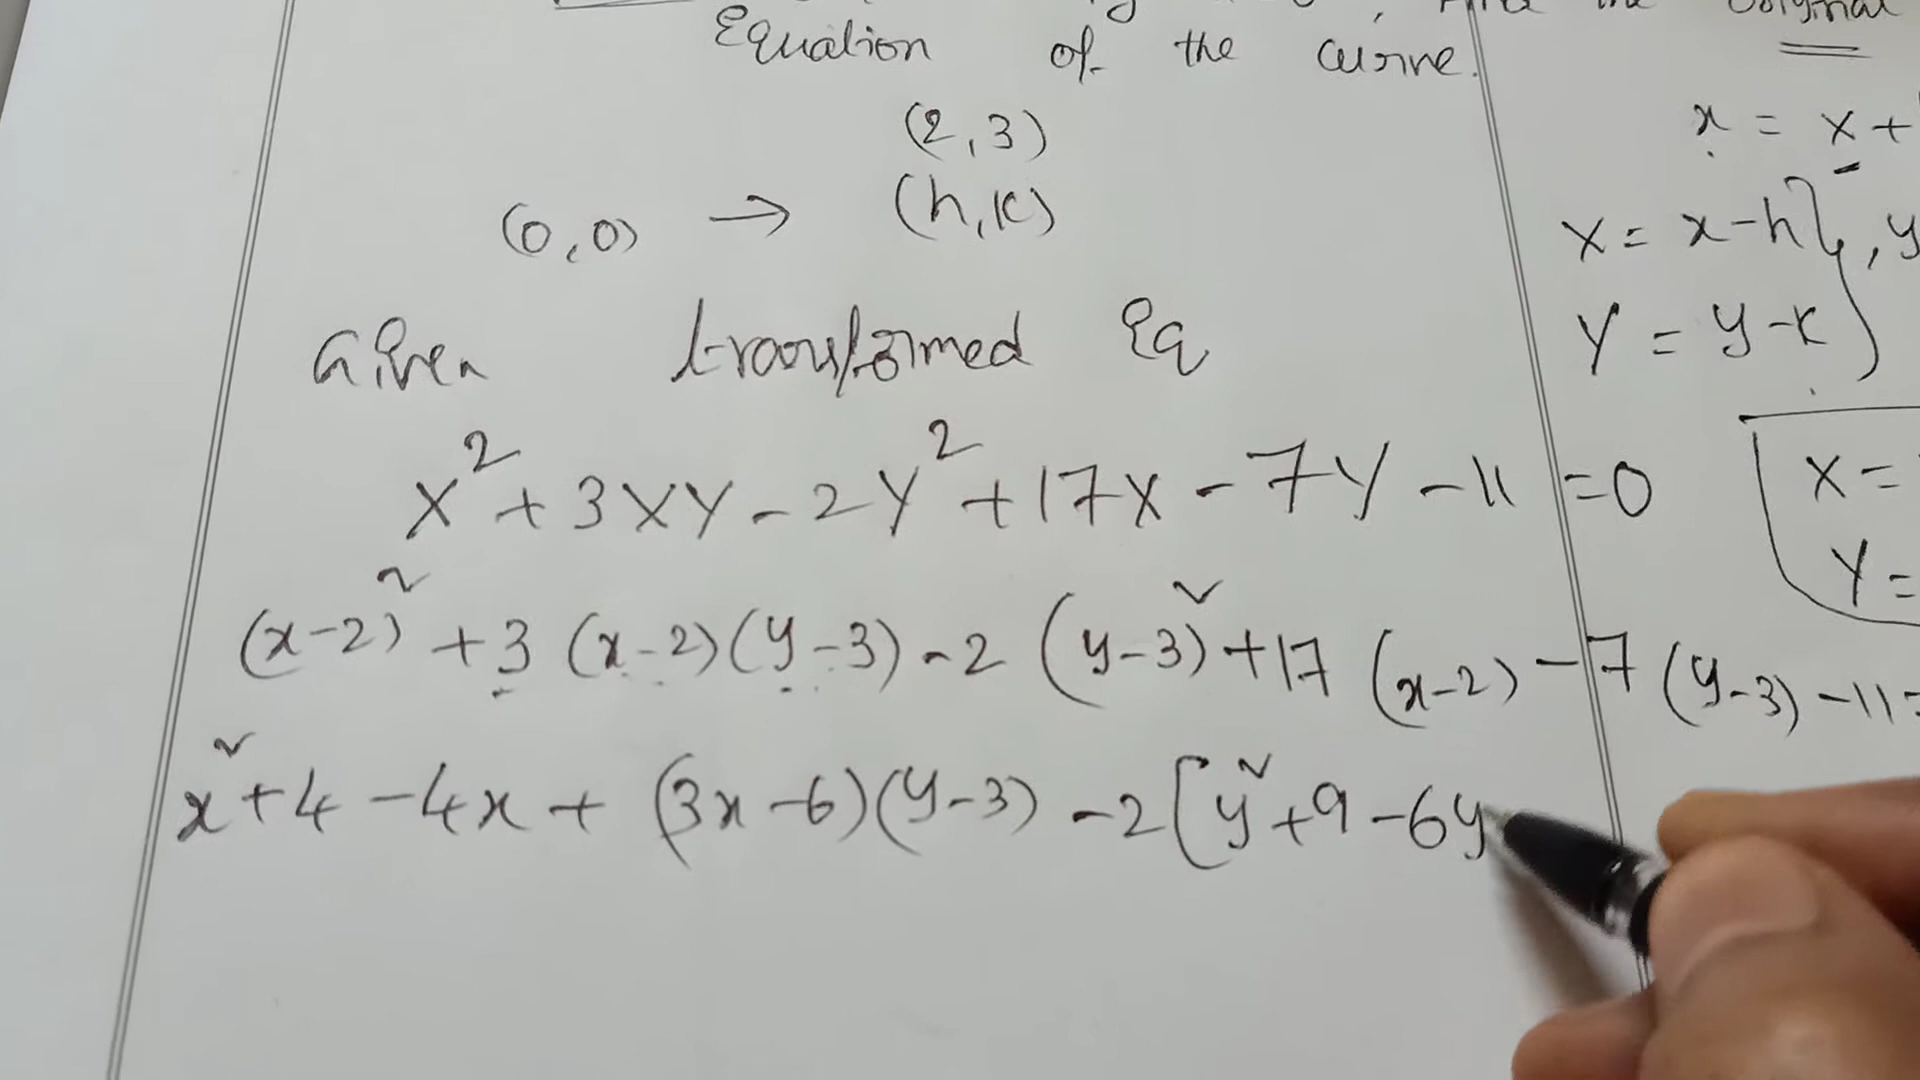 the Original
Equation of the curve.
(2,3)
x = X +
(0,0) → (h,k)
X = x-h } , y
Y = y-k
Given transformed Eq
X² + 3XY - 2Y² + 17X - 7Y - 11 = 0
X =
Y =
(x-2)² + 3 (x-2)(y-3) - 2 (y-3)² + 17 (x-2) - 7 (y-3) - 11 =
x² + 4 - 4x + (3x-6)(y-3) - 2 [y² + 9 - 6y